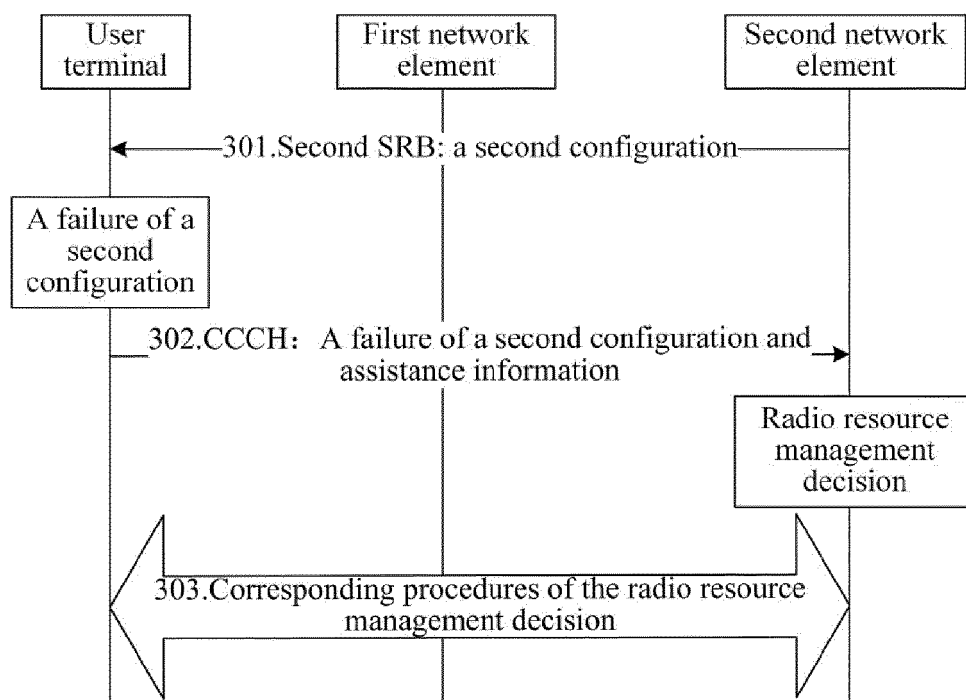 User
terminal
First network
element
Second network
element
301.Second SRB: a second configuration
A failure of a
second
configuration
302.CCCH： A failure of a second configuration and
assistance information
Radio resource
management
decision
303.Corresponding procedures of the radio resource
management decision